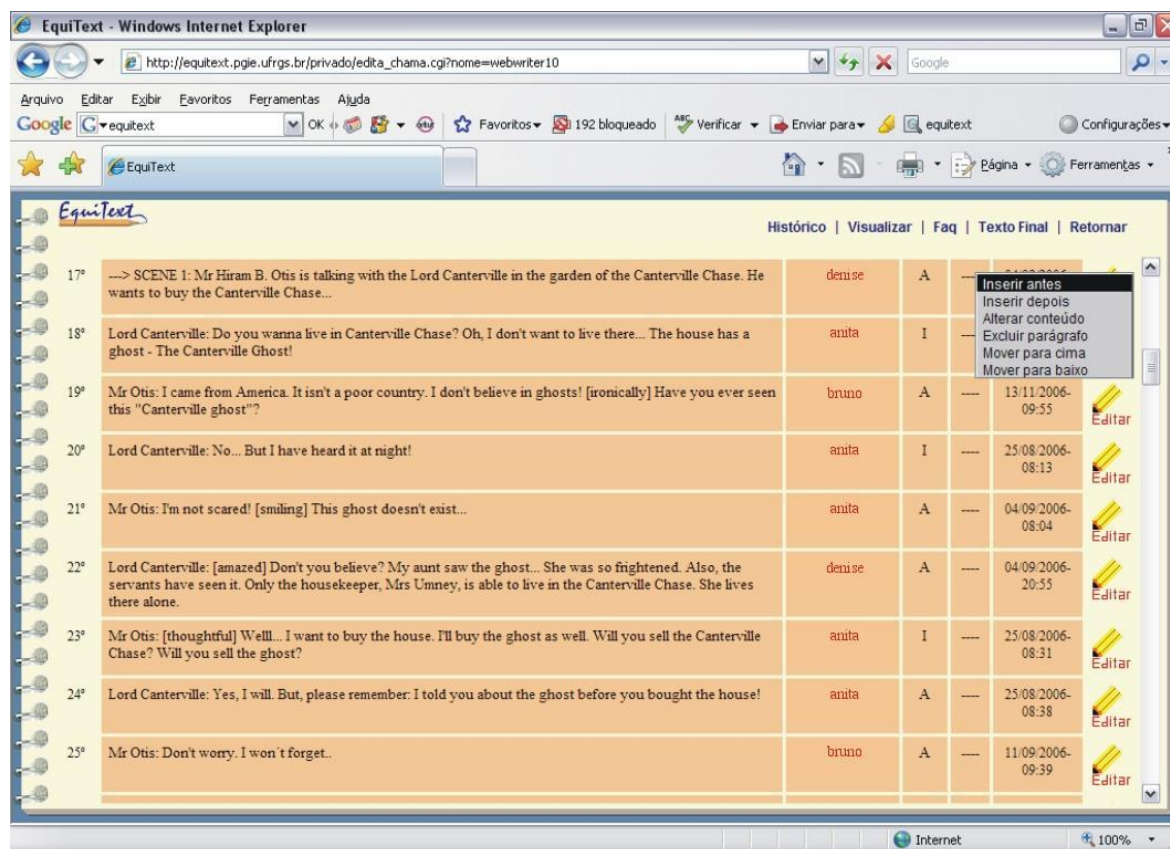 EquiText - Windows Internet Explorer
http://equitext.pgie.ufrgs.br/privado/edita_chama.cgi?nome=webwriter10
Google
Arquivo Editar Exibir Favoritos Ferramentas Ajuda
Google equitext OK Favoritos 192 bloqueado Verificar Enviar para equitext Configurações
EquiText Página Ferramentas
EquiText
Histórico | Visualizar | Faq | Texto Final | Retornar
17º ---> SCENE 1: Mr Hiram B. Otis is talking with the Lord Canterville in the garden of the Canterville Chase. He denise A
wants to buy the Canterville Chase...
Inserir antes
Inserir depois
Alterar conteúdo
Excluir parágrafo
Mover para cima
Mover para baixo
18º Lord Canterville: Do you wanna live in Canterville Chase? Oh, I don't want to live there... The house has a anita I
ghost - The Canterville Ghost!
19º Mr Otis: I came from America. It isn't a poor country. I don't believe in ghosts! [ironically] Have you ever seen bruno A ---- 13/11/2006-
this "Canterville ghost"? 09:55
Editar
20º Lord Canterville: No... But I have heard it at night! anita I ---- 25/08/2006-
08:13
Editar
21º Mr Otis: I'm not scared! [smiling] This ghost doesn't exist... anita A ---- 04/09/2006-
08:04
Editar
22º Lord Canterville: [amazed] Don't you believe? My aunt saw the ghost... She was so frightened. Also, the denise A ---- 04/09/2006-
servants have seen it. Only the housekeeper, Mrs Umney, is able to live in the Canterville Chase. She lives 20:55
there alone.
Editar
23º Mr Otis: [thoughtful] Welll... I want to buy the house. I'll buy the ghost as well. Will you sell the Canterville anita I ---- 25/08/2006-
Chase? Will you sell the ghost? 08:31
Editar
24º Lord Canterville: Yes, I will. But, please remember: I told you about the ghost before you bought the house! anita A ---- 25/08/2006-
08:38
Editar
25º Mr Otis: Don't worry. I won´t forget.. bruno A ---- 11/09/2006-
09:39
Editar
Internet 100%